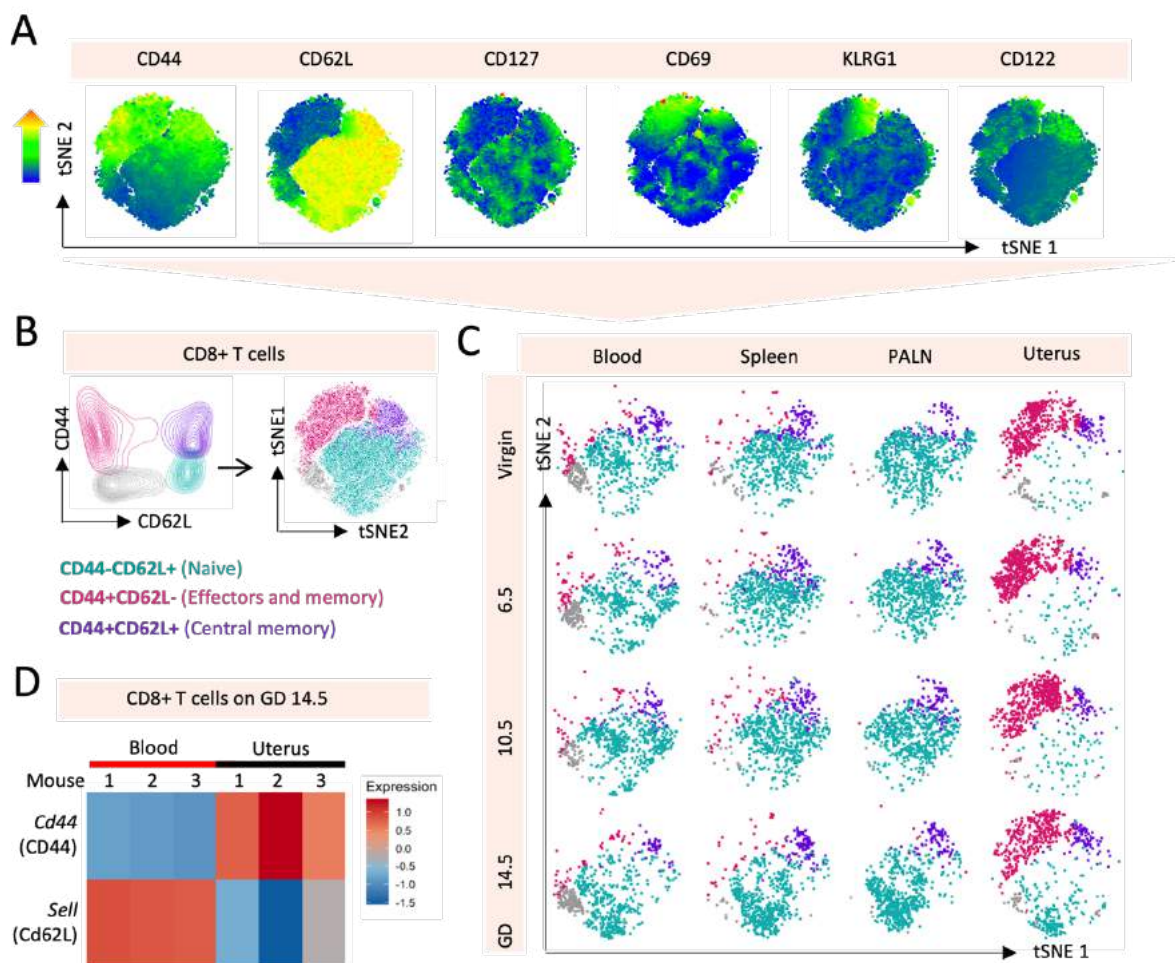 A
CD44 CD62L CD127 CD69 KLRG1 CD122
tSNE 2
tSNE 1
B
CD8+ T cells
CD44
CD62L
tSNE1
tSNE2
CD44-CD62L+ (Naive)
CD44+CD62L- (Effectors and memory)
CD44+CD62L+ (Central memory)
C
Blood Spleen PALN Uterus
Virgin
6.5
10.5
14.5
GD
tSNE 2
tSNE 1
D
CD8+ T cells on GD 14.5
Blood Uterus
Mouse 1 2 3 1 2 3
Cd44
(CD44)
Sell
(Cd62L)
Expression
1.0
0.5
0.0
-0.5
-1.0
-1.5